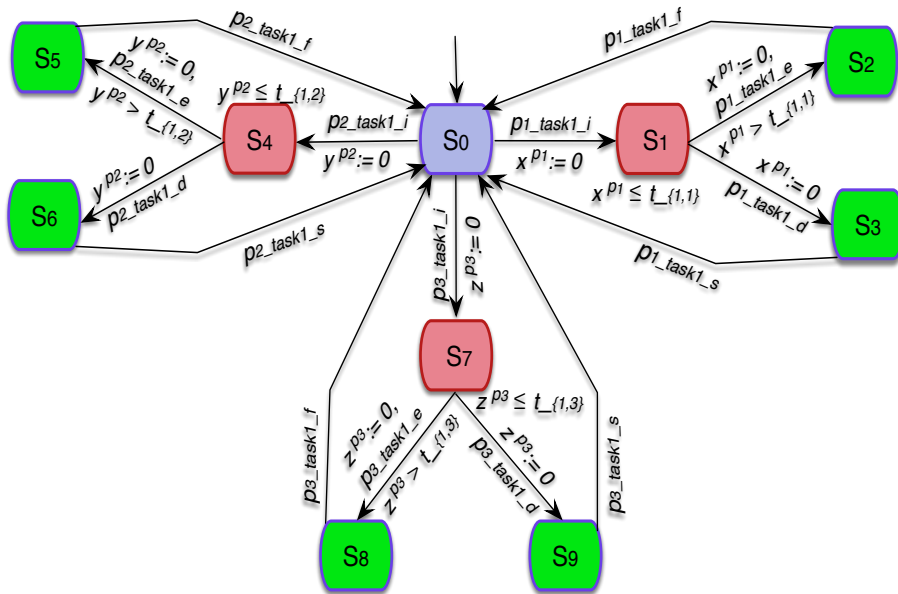 p2_task1_f
p1_task1_f
S5
y p2:= 0,
p2_task1_e
y p2 > t_{1,2}
y p2 ≤ t_{1,2}
S4
p2_task1_i
y p2:= 0
S0
p1_task1_i
x p1:= 0
S1
x p1 ≤ t_{1,1}
x p1:= 0,
p1_task1_e
x p1 > t_{1,1}
S2
S6
y p2:= 0
p2_task1_d
p2_task1_s
x p1:= 0
p1_task1_d
S3
p1_task1_s
p3_task1_i
z p3:= 0
S7
z p3 ≤ t_{1,3}
p3_task1_f
z p3:= 0,
p3_task1_e
z p3 > t_{1,3}
z p3:= 0
p3_task1_d
p3_task1_s
S8
S9